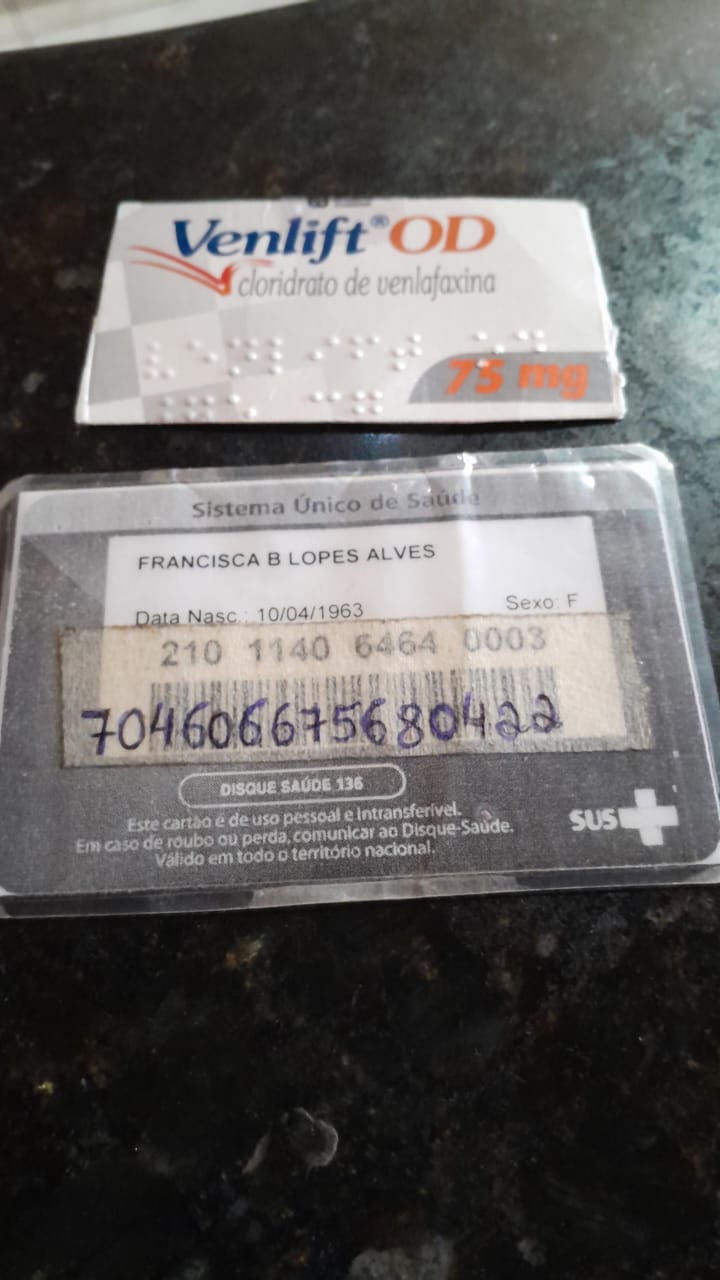 Venlift® OD
cloridrato de venlafaxina
75 mg
Sistema Único de Saúde
FRANCISCA B LOPES ALVES
Data Nasc.: 10/04/1963 Sexo: F
210 1140 6464 0003
704606675680422
DISQUE SAÚDE 136
Este cartão é de uso pessoal e intransferível.
Em caso de roubo ou perda, comunicar ao Disque-Saúde.
Válido em todo o território nacional.
SUS